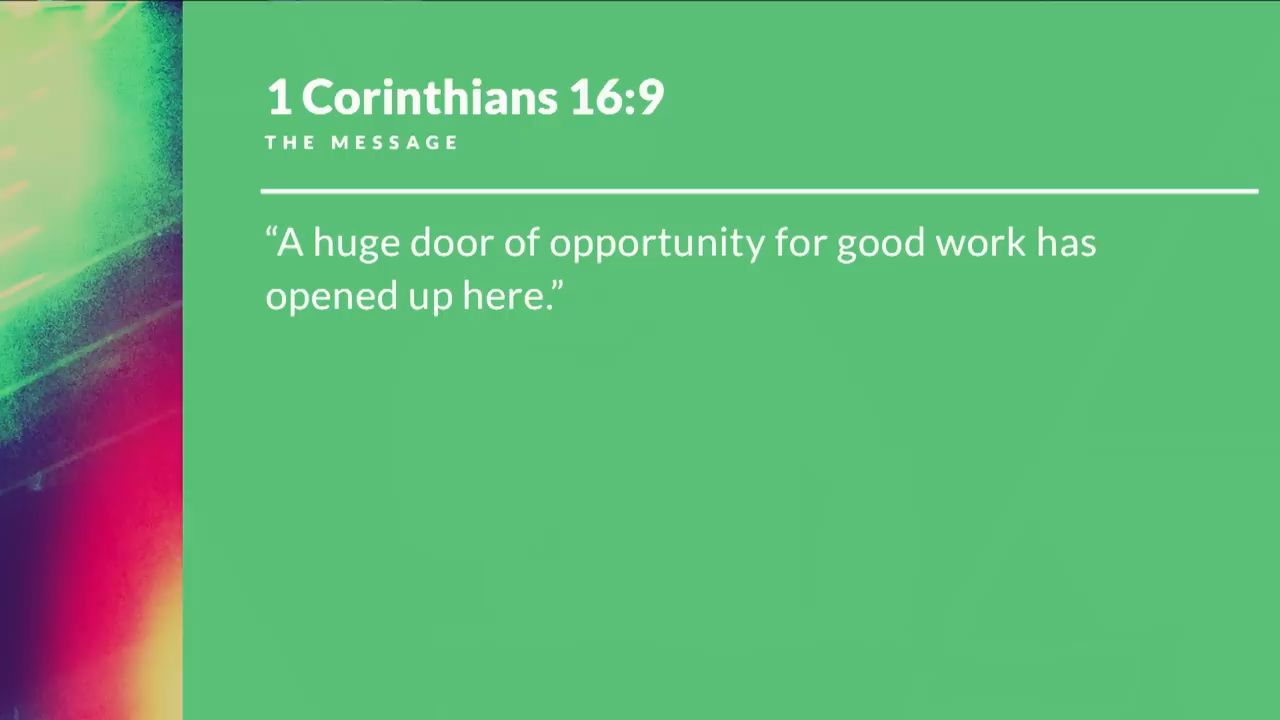 1 Corinthians 16:9
THE MESSAGE
“A huge door of opportunity for good work has
opened up here.”